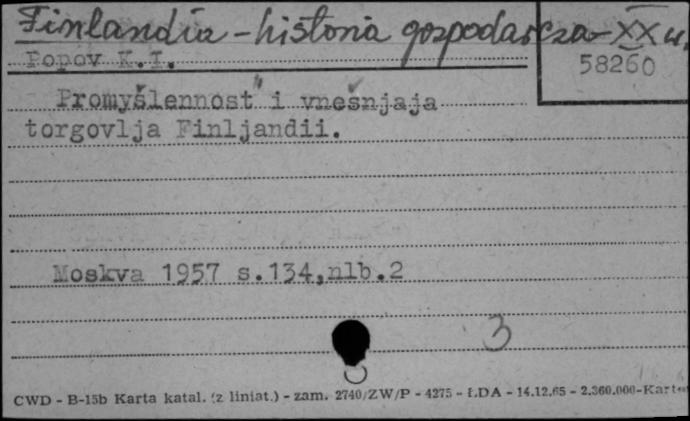 Finlandia - historia gospodarcza - XX w.
Popov K.I.
58260
Promyšlennost" i vnešnjaja
torgovlja Finljandii.
Moskva 1957 s.134,nlb.2
3
CWD - B-15b Karta katal. (z liniat.) - zam. 2740/ZW/P - 4275 - ŁDA - 14.12.65 - 2.360.000-Kart